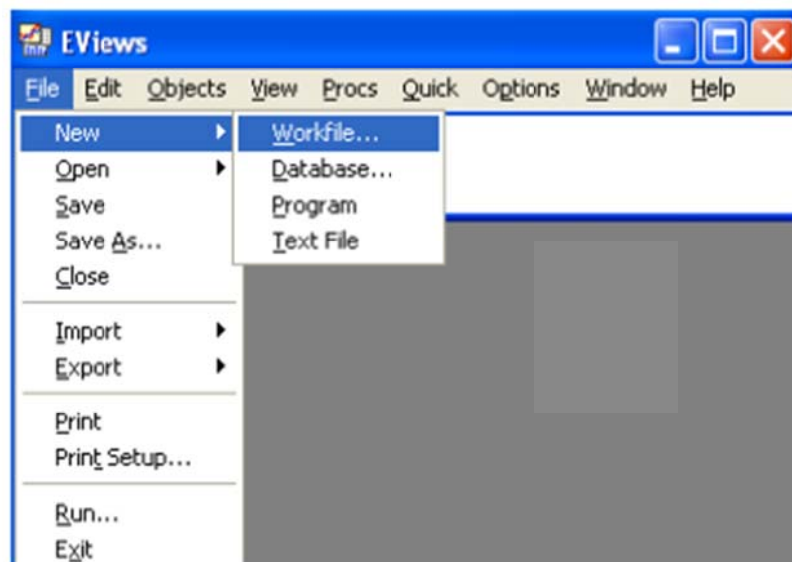 EViews
File Edit Objects View Procs Quick Options Window Help
New
Workfile...
Open
Database...
Save
Program
Save As...
Text File
Close
Import
Export
Print
Print Setup...
Run...
Exit